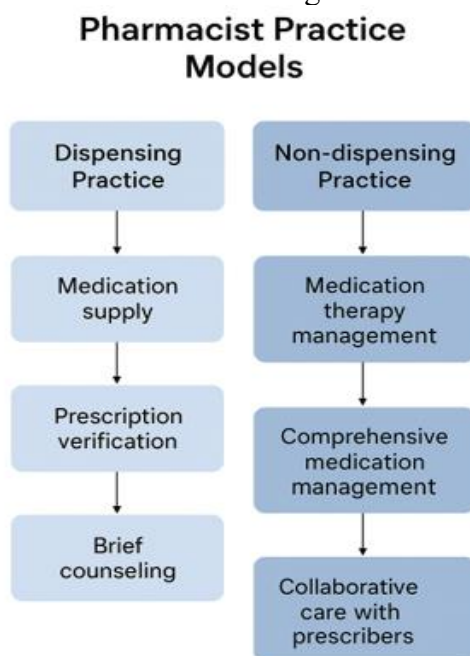 Pharmacist Practice
Models
Dispensing
Practice
Medication
supply
Prescription
verification
Brief
counseling
Non-dispensing
Practice
Medication
therapy
management
Comprehensive
medication
management
Collaborative
care with
prescribers